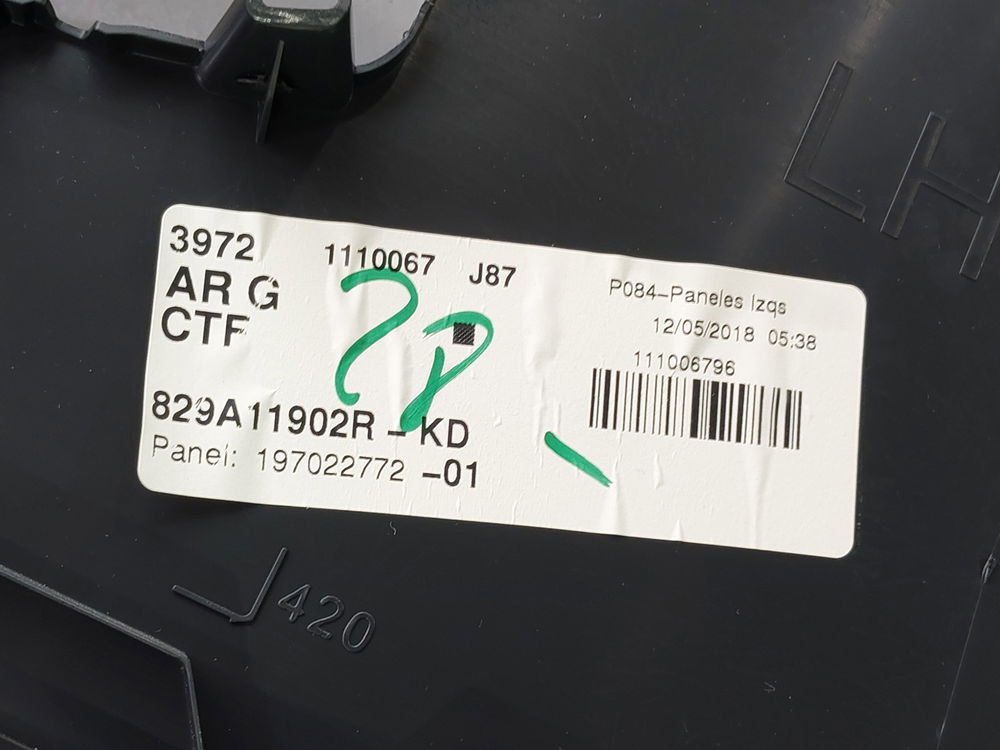 LH
3972 1110067 J87
AR G
CTF
829A11902R - KD
Panel: 197022772 -01
P084-Paneles Izqs
12/05/2018 05:38
111006796
420